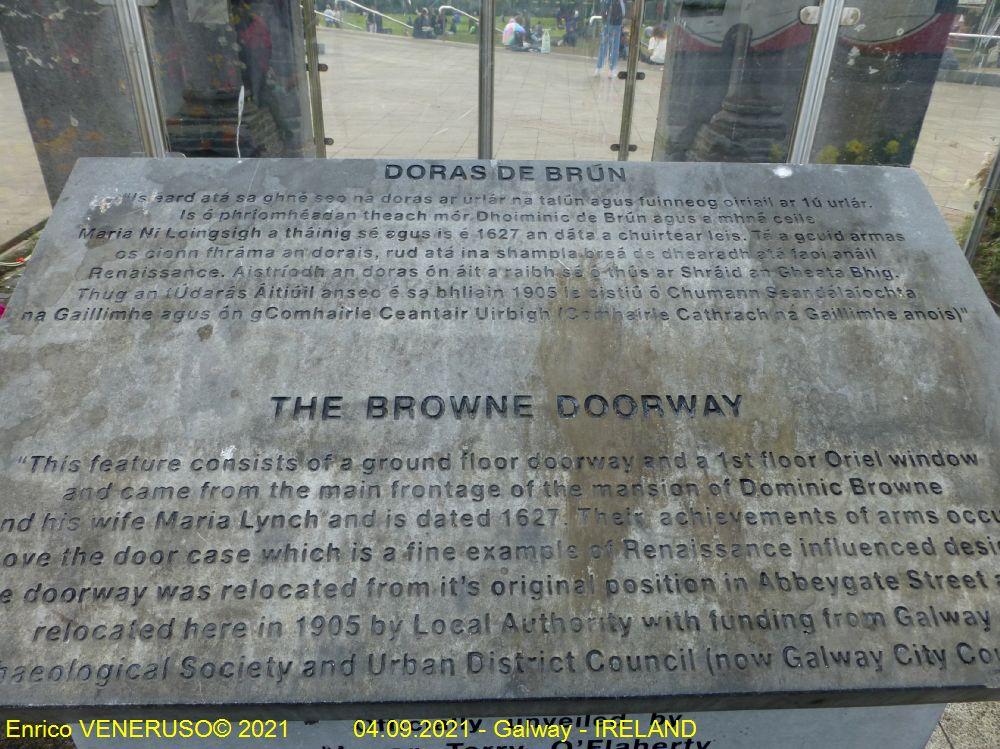 DORAS DE BRÚN
"Is éard atá sa ghné seo ná doras ar urlár na talún agus fuinneog oiriail ar 1ú urlár.
Is ó phríomhéadan theach mór Dhoiminic de Brún agus a mhná céile
Maria Ní Loingsigh a tháinig sé agus is é 1627 an dáta a chuirtear leis. Tá a gcuid armas
os cionn fhráma an dorais, rud atá ina shampla breá de dhearadh atá faoi anáil
Renaissance. Aistríodh an doras ón áit a raibh sé ó thús ar Shráid an Gheata Bhig.
Thug an tÚdarás Áitiúil anseo é sa bhliain 1905 le cistiú ó Chumann Seandálaíochta
na Gaillimhe agus ón gComhairle Ceantair Uirbigh (Comhairle Cathrach na Gaillimhe anois)"
THE BROWNE DOORWAY
"This feature consists of a ground floor doorway and a 1st floor Oriel window
and came from the main frontage of the mansion of Dominic Browne
nd his wife Maria Lynch and is dated 1627. Their achievements of arms occu
ove the door case which is a fine example of Renaissance influenced desi
e doorway was relocated from it's original position in Abbeygate Street a
relocated here in 1905 by Local Authority with funding from Galway
haeological Society and Urban District Council (now Galway City Cou
Officially unveiled by
Terry O'Flaherty
Enrico VENERUSO© 2021 04.09.2021 - Galway - IRELAND